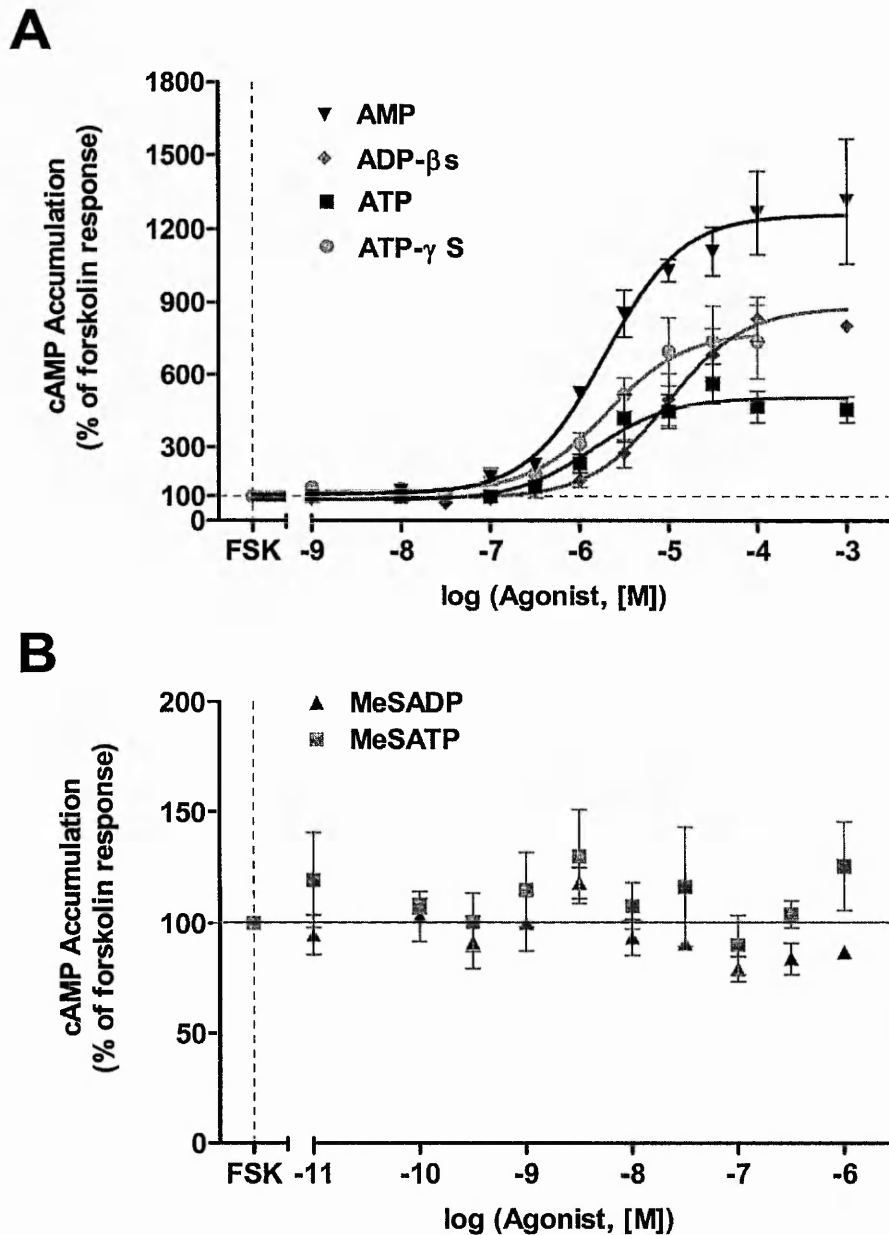 A
cAMP Accumulation
(% of forskolin response)
1800
1500
1200
900
600
300
100
0
AMP
ADP-βs
ATP
ATP-γ S
FSK -9 -8 -7 -6 -5 -4 -3
log (Agonist, [M])
B
cAMP Accumulation
(% of forskolin response)
200
150
100
50
0
MeSADP
MeSATP
FSK -11 -10 -9 -8 -7 -6
log (Agonist, [M])